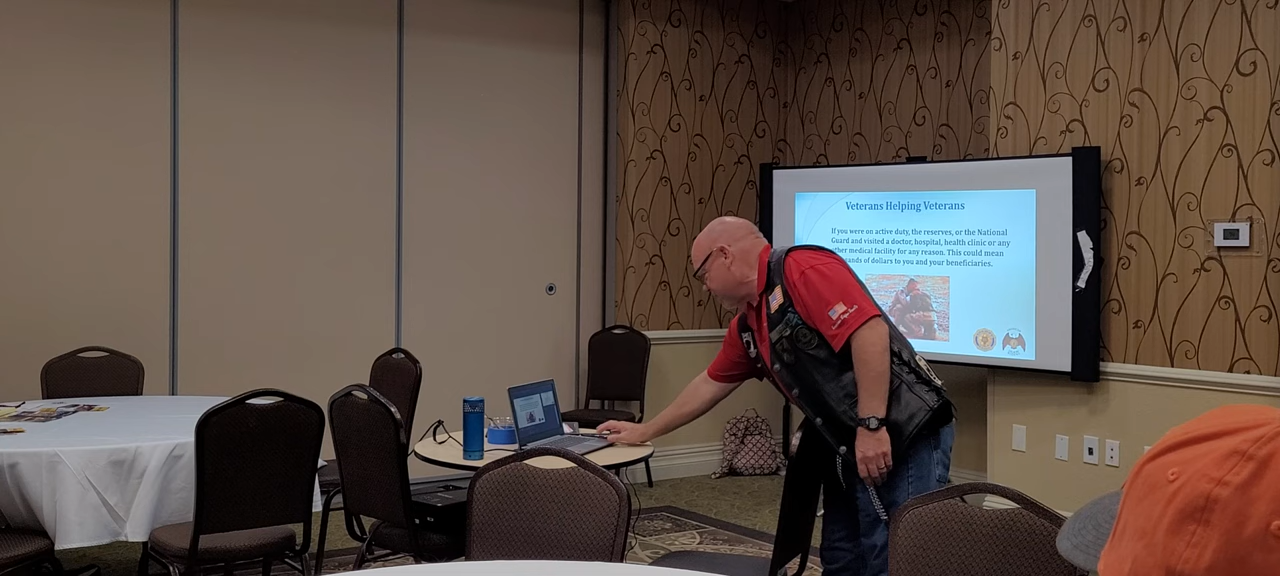 Veterans Helping Veterans
If you were on active duty, the reserves, or the National
Guard and visited a doctor, hospital, health clinic or any
other medical facility for any reason. This could mean
of dollars to you and your beneficiaries.